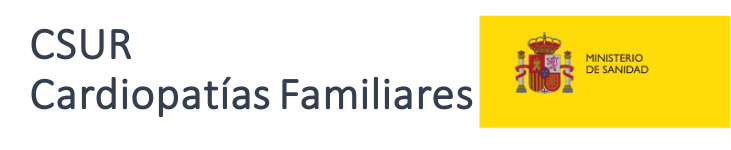 CSUR
Cardiopatías Familiares
MINISTERIO
DE SANIDAD